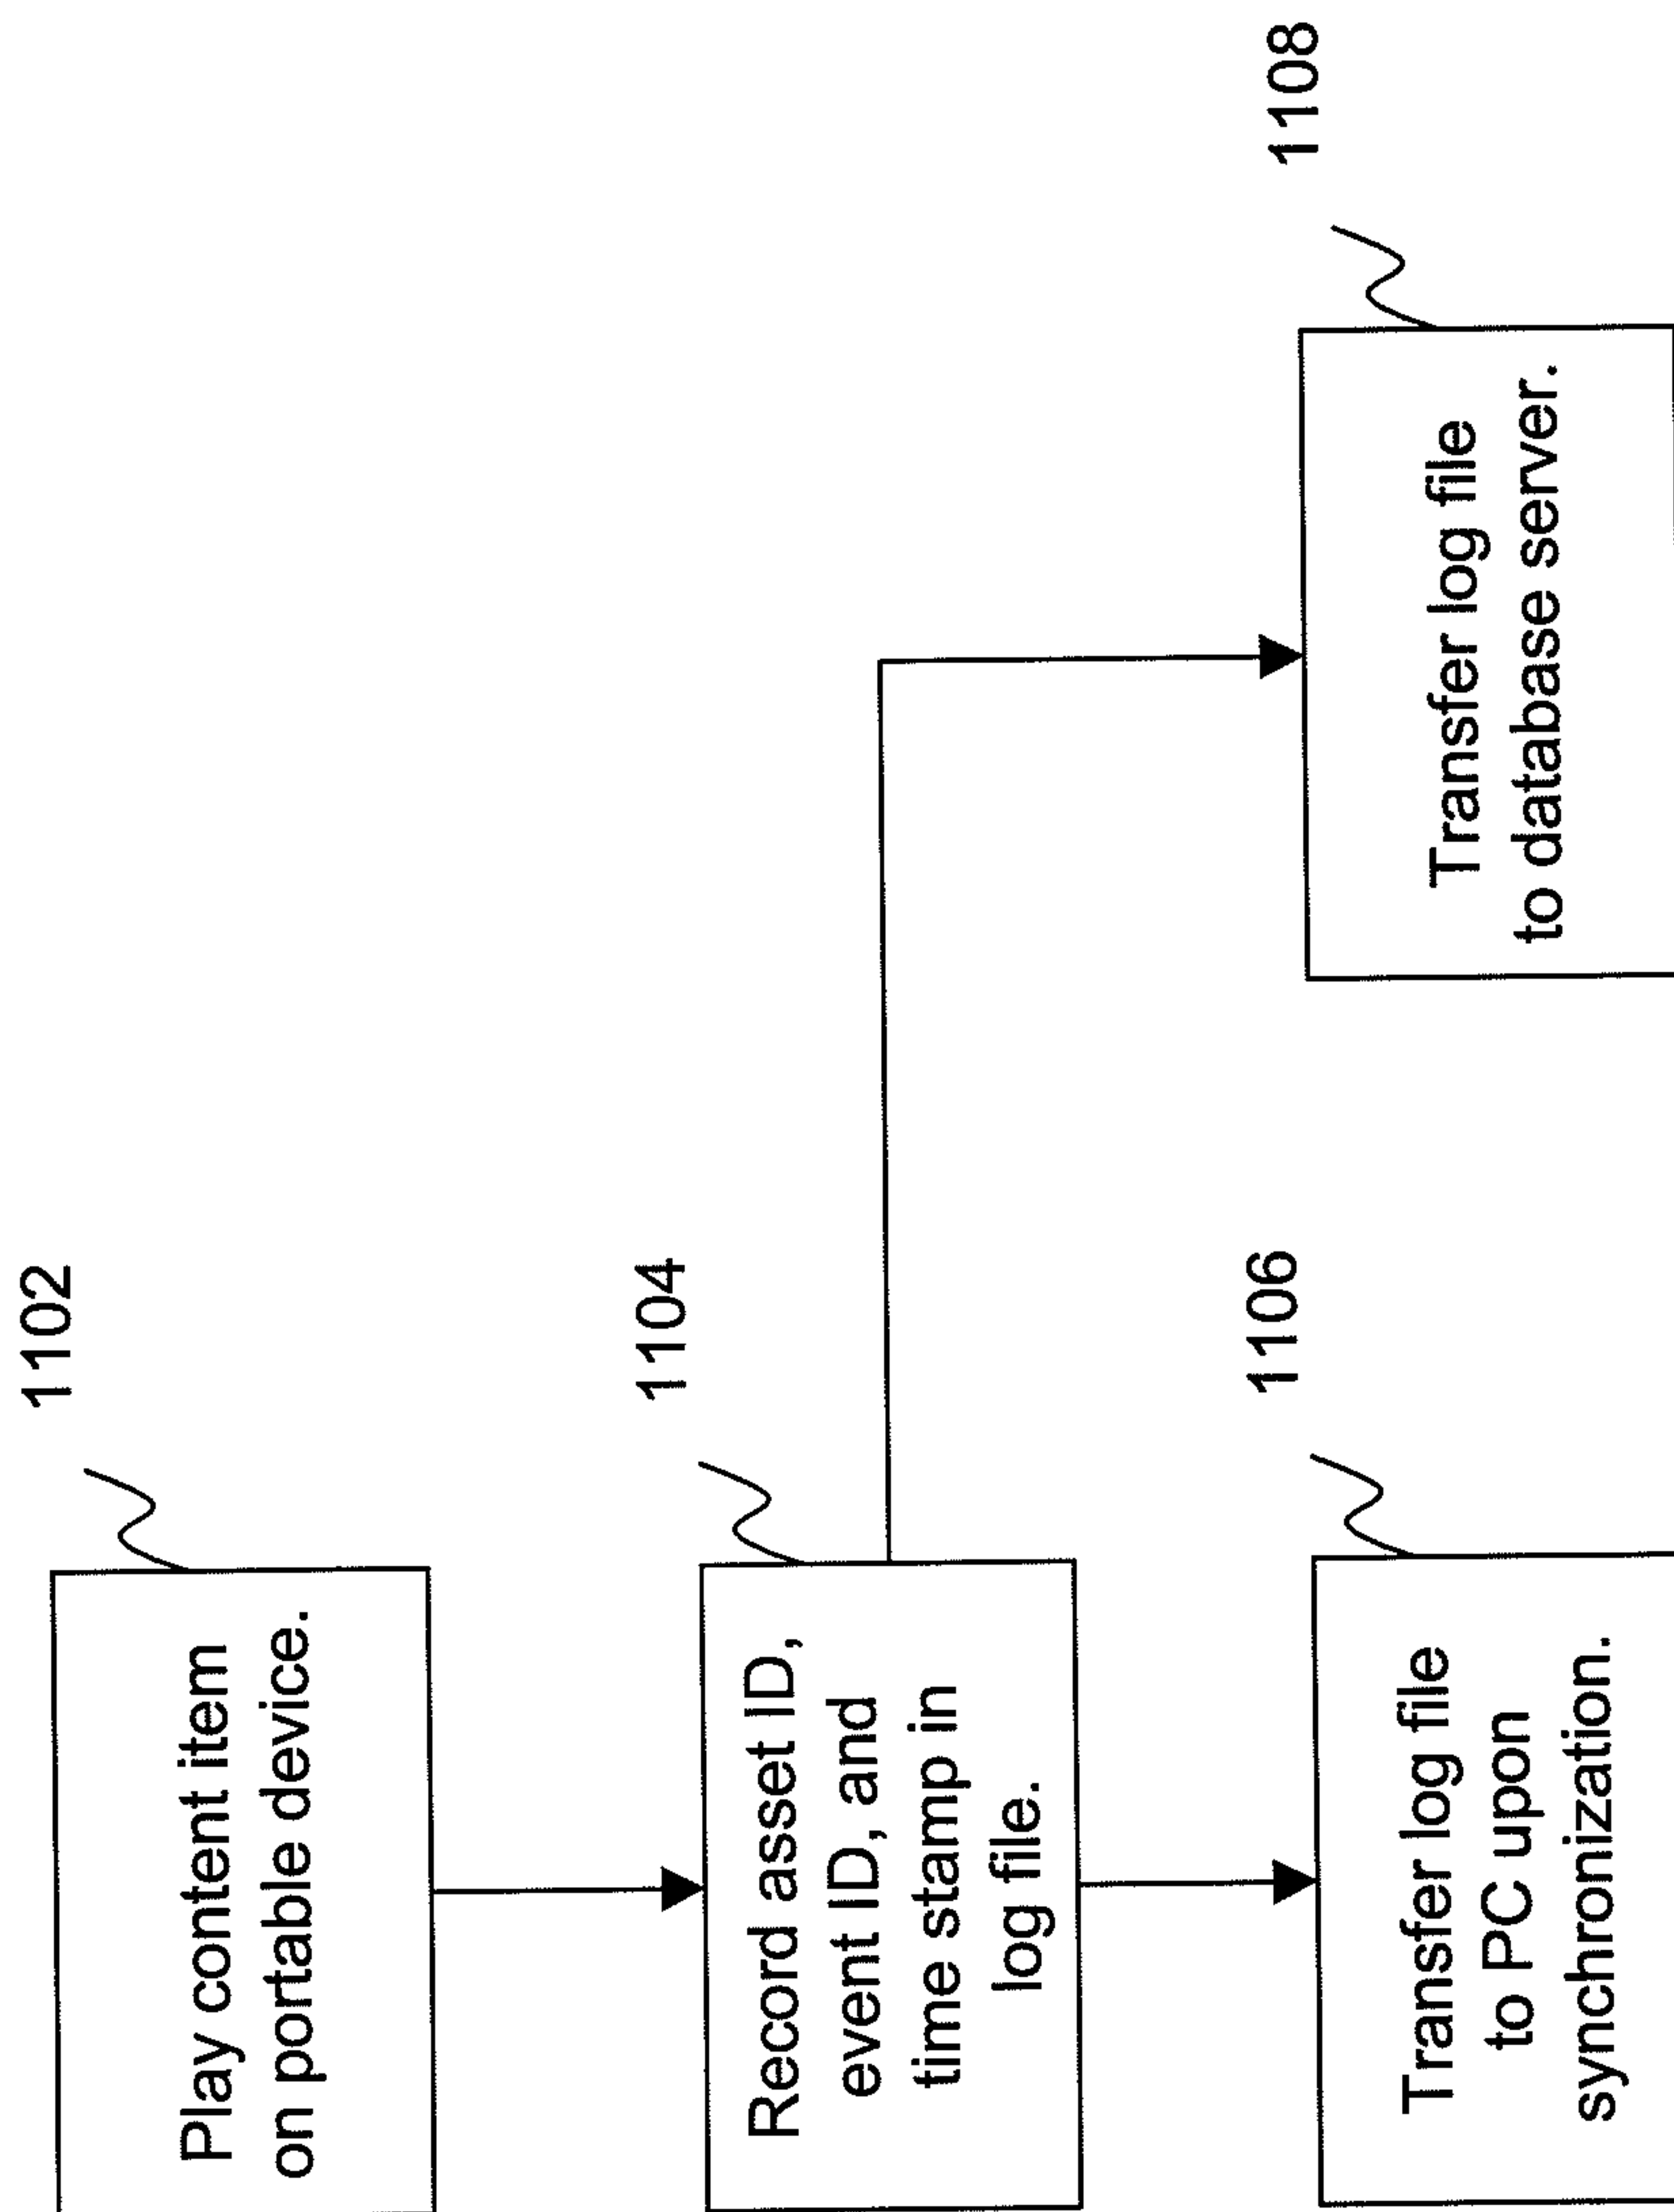 1102
Play content item
on portable device.
1104
Record asset ID,
event ID, and
time stamp in
log file.
1106
Transfer log file
to PC upon
synchronization.
1108
Transfer log file
to database server.